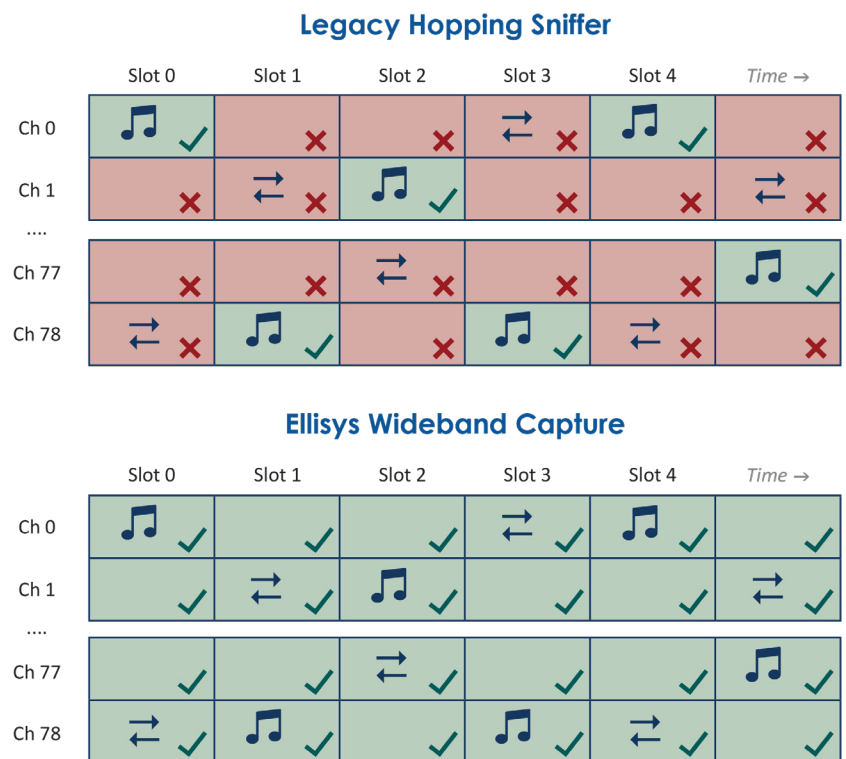 Legacy Hopping Sniffer
Slot 0 Slot 1 Slot 2 Slot 3 Slot 4 Time →
Ch 0
Ch 1
....
Ch 77
Ch 78
Ellisys Wideband Capture
Slot 0 Slot 1 Slot 2 Slot 3 Slot 4 Time →
Ch 0
Ch 1
....
Ch 77
Ch 78